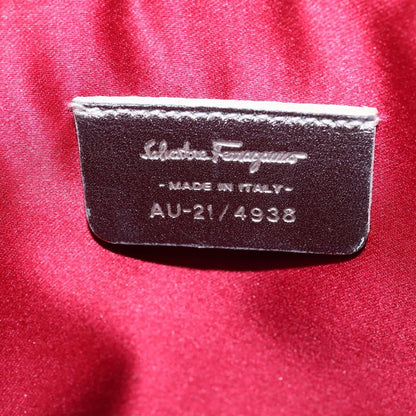 Salvatore Ferragamo
- MADE IN ITALY -
AU-21/4938